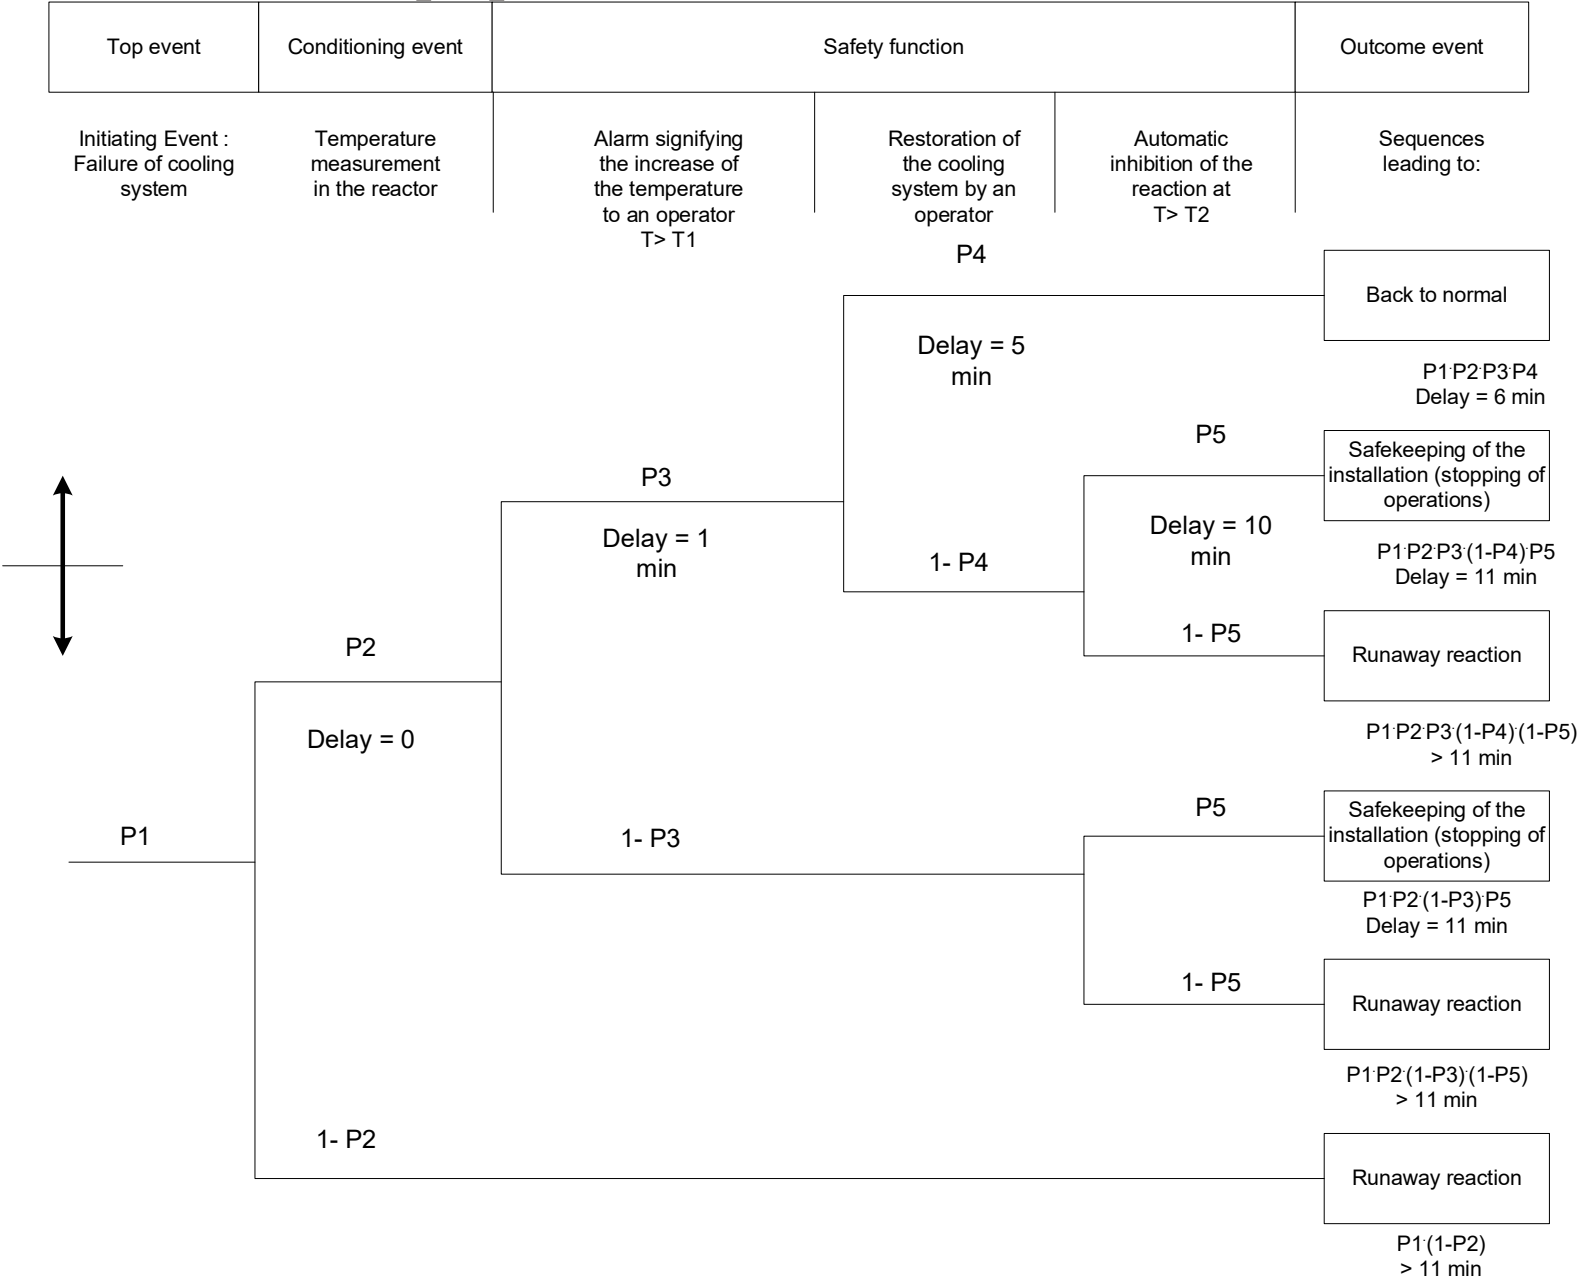 Top event
Conditioning event
Safety function
Outcome event
Initiating Event :
Failure of cooling
system
Temperature
measurement
in the reactor
Alarm signifying
the increase of
the temperature
to an operator
T> T1
Restoration of
the cooling
system by an
operator
Automatic
inhibition of the
reaction at
T> T2
Sequences
leading to:
P4
Back to normal
Delay = 5
min
P1·P2·P3·P4
Delay = 6 min
P5
Safekeeping of the
installation (stopping of
operations)
P3
Delay = 1
min
Delay = 10
min
1- P4
P1·P2·P3·(1-P4)·P5
Delay = 11 min
1- P5
Runaway reaction
P2
Delay = 0
P1·P2·P3·(1-P4)·(1-P5)
> 11 min
P5
Safekeeping of the
installation (stopping of
operations)
P1
1- P3
P1·P2·(1-P3)·P5
Delay = 11 min
1- P5
Runaway reaction
P1·P2·(1-P3)·(1-P5)
> 11 min
1- P2
Runaway reaction
P1·(1-P2)
> 11 min